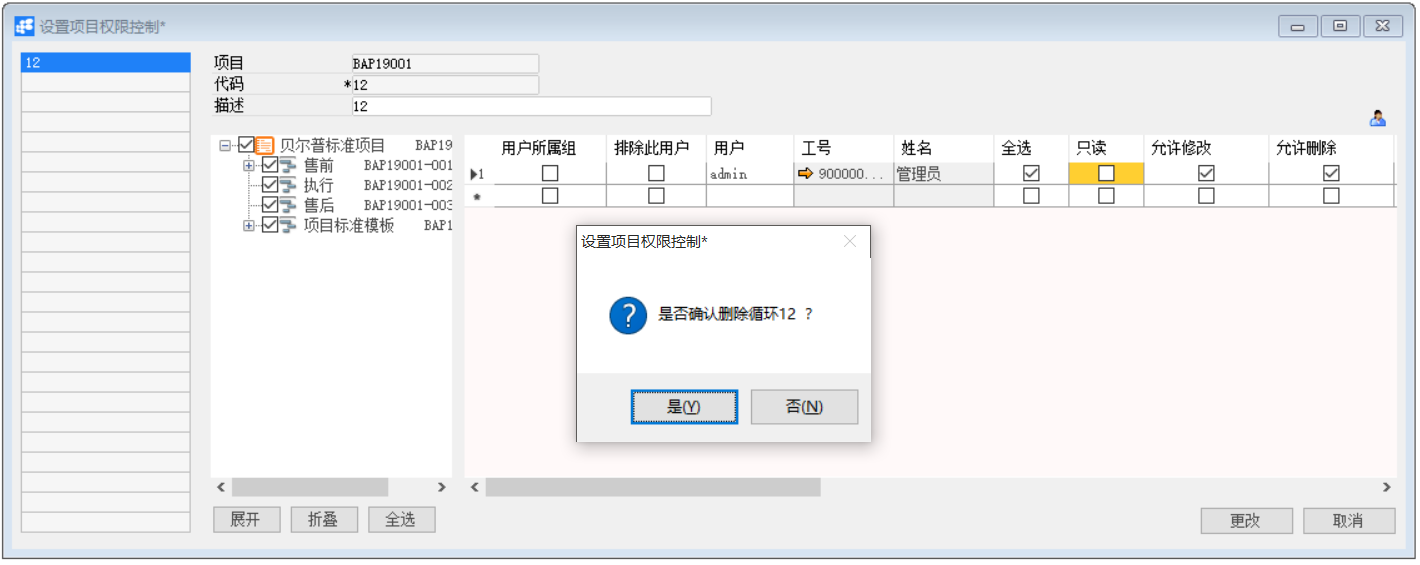 设置项目权限控制*
12
项目 BAP19001
代码 *12
描述 12
贝尔普标准项目 BAP19
售前 BAP19001-001
执行 BAP19001-002
售后 BAP19001-003
项目标准模板 BAP1
用户所属组 排除此用户 用户 工号 姓名 全选 只读 允许修改 允许删除
1 admin 900000... 管理员
*
设置项目权限控制*
是否确认删除循环12 ？
是(Y) 否(N)
展开 折叠 全选 更改 取消